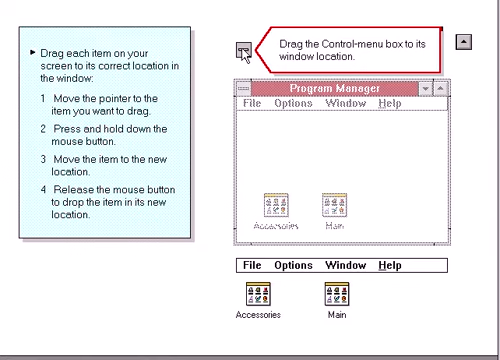 Drag each item on your
screen to its correct location in
the window:
1 Move the pointer to the
item you want to drag.
2 Press and hold down the
mouse button.
3 Move the item to the new
location.
4 Release the mouse button
to drop the item in its new
location.
Drag the Control-menu box to its
window location.
Program Manager
File Options Window Help
Accessories Main
File Options Window Help
Accessories Main